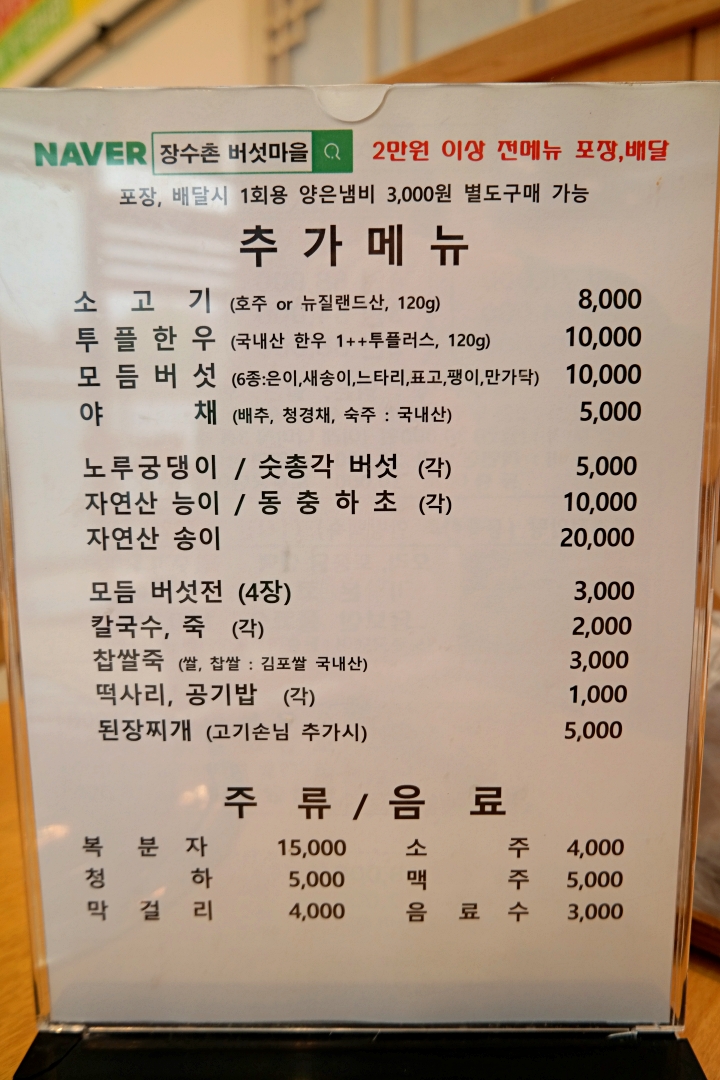 NAVER 장수촌 버섯마을 2만원 이상 전메뉴 포장,배달
포장, 배달시 1회용 양은냄비 3,000원 별도구매 가능
추가메뉴
소고기 (호주 or 뉴질랜드산, 120g) 8,000
투플한우 (국내산 한우 1++투플러스, 120g) 10,000
모듬버섯 (6종:은이,새송이,느타리,표고,팽이,만가닥) 10,000
야채 (배추, 청경채, 숙주 : 국내산) 5,000
노루궁댕이 / 숫총각 버섯 (각) 5,000
자연산 능이 / 동충하초 (각) 10,000
자연산 송이 20,000
모듬 버섯전 (4장) 3,000
칼국수, 죽 (각) 2,000
찹쌀죽 (쌀, 찹쌀 : 김포쌀 국내산) 3,000
떡사리, 공기밥 (각) 1,000
된장찌개 (고기손님 추가시) 5,000
주류/음료
복분자 15,000 소주 4,000
청하 5,000 맥주 5,000
막걸리 4,000 음료수 3,000